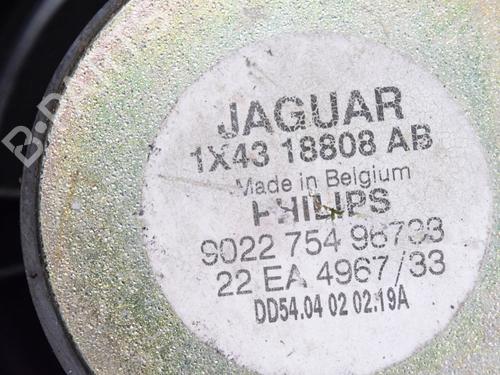 JAGUAR
1X43 18808 AB
Made in Belgium
PHILIPS
9022 754 96733
22 EA 4967/33
DD54.04 02 02:19A